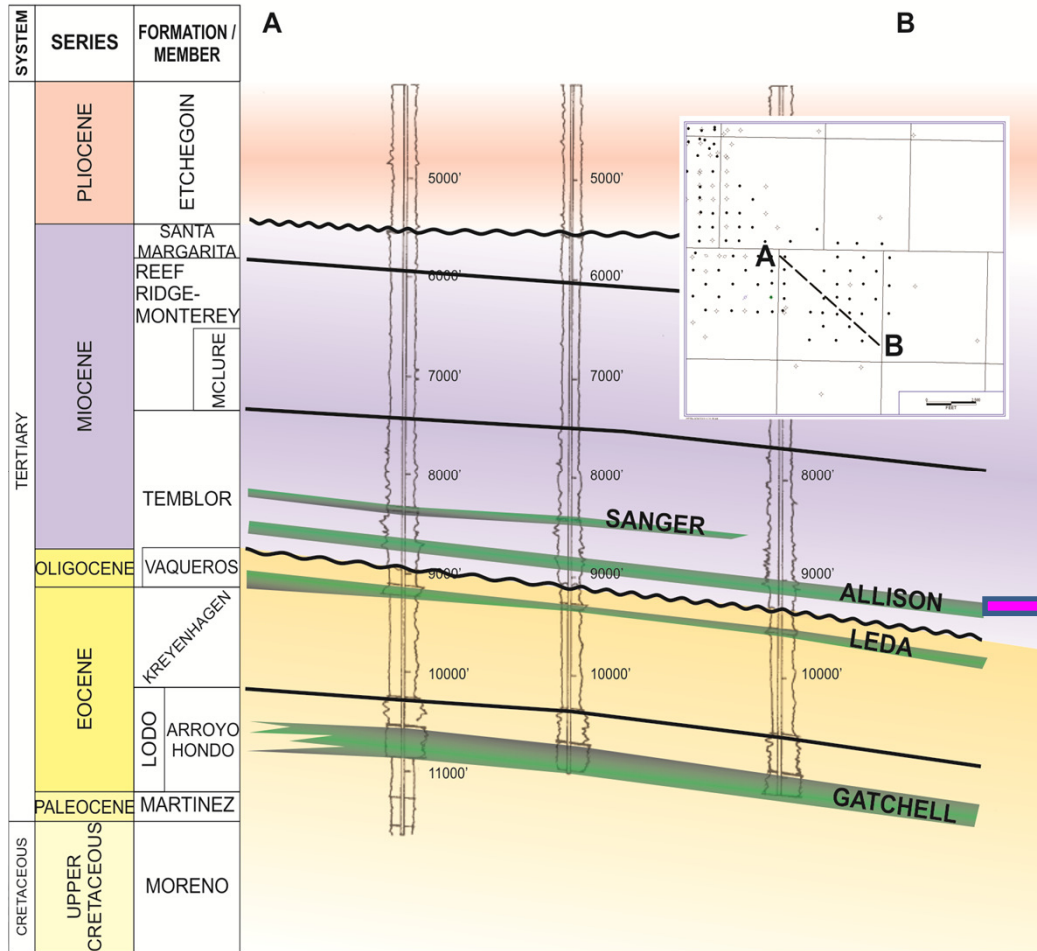 SYSTEM
SERIES
FORMATION /
MEMBER
A
B
TERTIARY
PLIOCENE
ETCHEGOIN
MIOCENE
SANTA
MARGARITA
REEF
RIDGE-
MONTEREY
MCLURE
TEMBLOR
OLIGOCENE
VAQUEROS
EOCENE
KREYENHAGEN
LODO
ARROYO
HONDO
PALEOCENE
MARTINEZ
CRETACEOUS
UPPER
CRETACEOUS
MORENO
5000'
5000'
6000'
6000'
7000'
7000'
8000'
8000'
8000'
SANGER
9000'
9000'
9000'
ALLISON
LEDA
10000'
10000'
10000'
11000'
GATCHELL
A
B
FEET